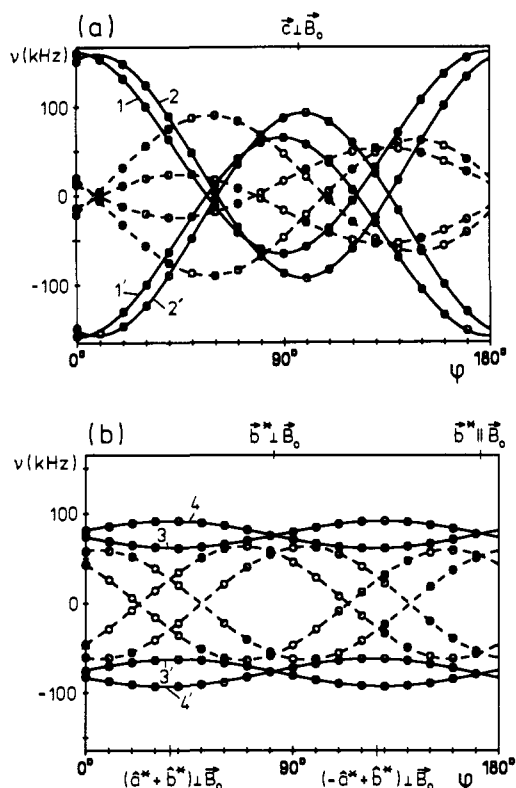 (a)
c⃗⊥B⃗₀
ν(kHz)
100
0
-100
1
2
1'
2'
0°
90°
180°
φ
(b)
b⃗*⊥B⃗₀
b⃗*∥B⃗₀
ν(kHz)
100
0
-100
4
3
3'
4'
0°
90°
180°
(â*+b̂*)⊥B⃗₀
(-â*+b̂*)⊥B⃗₀
φ